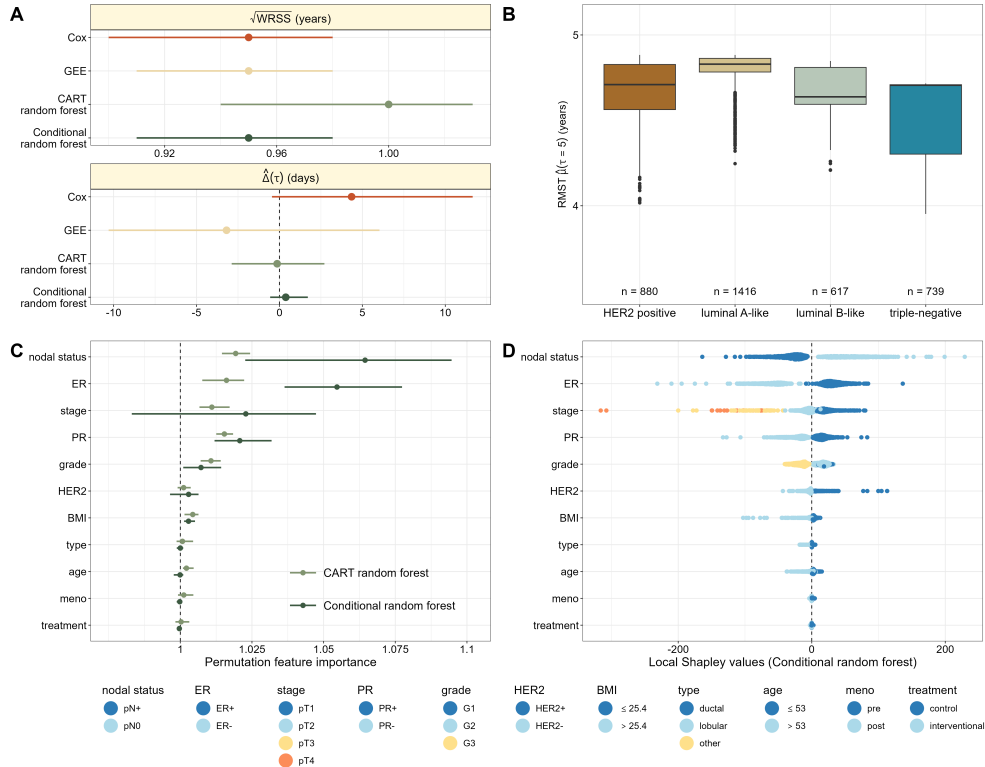 A
√WRSS (years)
Cox
GEE
CART
random forest
Conditional
random forest
0.92 0.96 1.00
Δ̂(τ) (days)
Cox
GEE
CART
random forest
Conditional
random forest
-10 -5 0 5 10
B
RMST μ̂(τ = 5) (years)
5
4
n = 880 n = 1416 n = 617 n = 739
HER2 positive luminal A-like luminal B-like triple-negative
C
nodal status
ER
stage
PR
grade
HER2
BMI
type
age
meno
treatment
CART random forest
Conditional random forest
1 1.025 1.05 1.075 1.1
Permutation feature importance
D
nodal status
ER
stage
PR
grade
HER2
BMI
type
age
meno
treatment
-200 0 200
Local Shapley values (Conditional random forest)
nodal status
pN+
pN0
ER
ER+
ER-
stage
pT1
pT2
pT3
pT4
PR
PR+
PR-
grade
G1
G2
G3
HER2
HER2+
HER2-
BMI
≤ 25.4
> 25.4
type
ductal
lobular
other
age
≤ 53
> 53
meno
pre
post
treatment
control
interventional